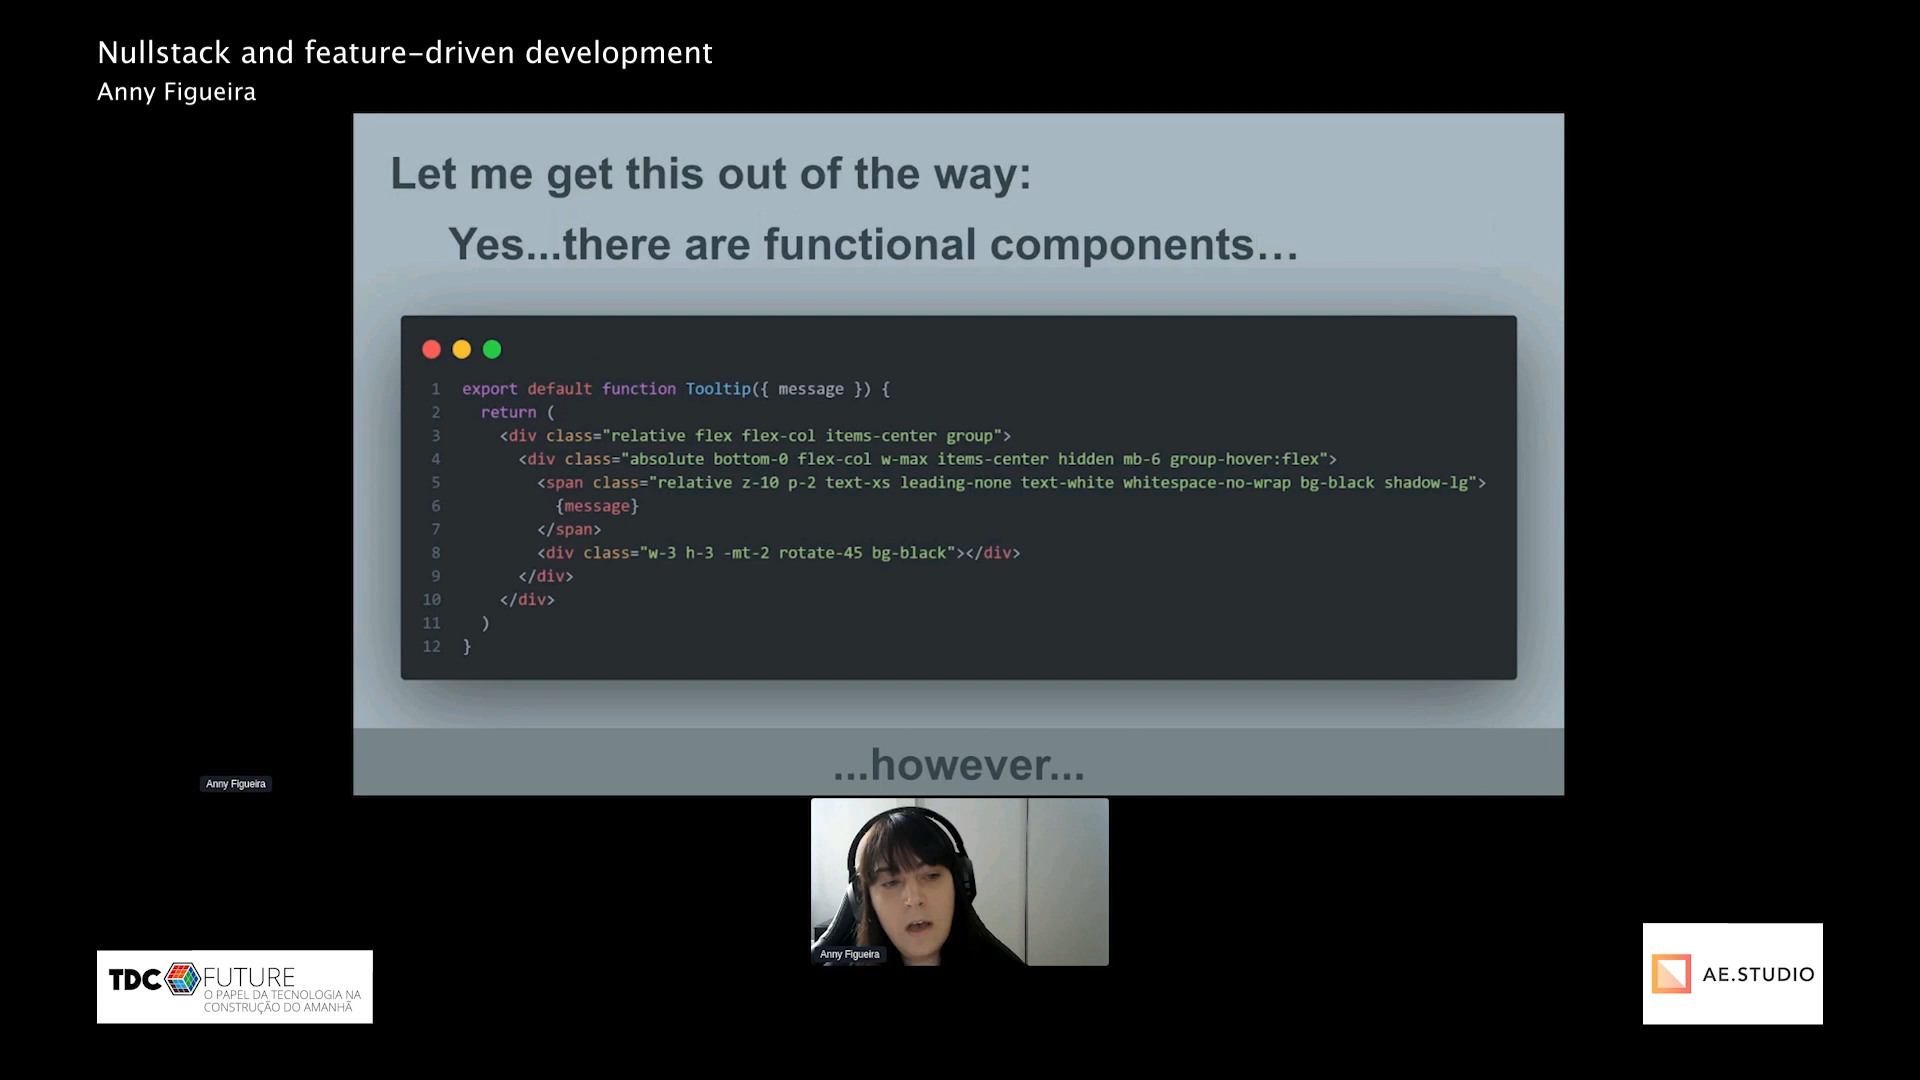 Nullstack and feature-driven development
Anny Figueira
Let me get this out of the way:
Yes...there are functional components...
1 export default function Tooltip({ message }) {
2 return (
3 <div class="relative flex flex-col items-center group">
4 <div class="absolute bottom-0 flex-col w-max items-center hidden mb-6 group-hover:flex">
5 <span class="relative z-10 p-2 text-xs leading-none text-white whitespace-no-wrap bg-black shadow-lg">
6 {message}
7 </span>
8 <div class="w-3 h-3 -mt-2 rotate-45 bg-black"></div>
9 </div>
10 </div>
11 )
12 }
...however...
Anny Figueira
Anny Figueira
TDC FUTURE
O PAPEL DA TECNOLOGIA NA
CONSTRUÇÃO DO AMANHÃ
AE.STUDIO